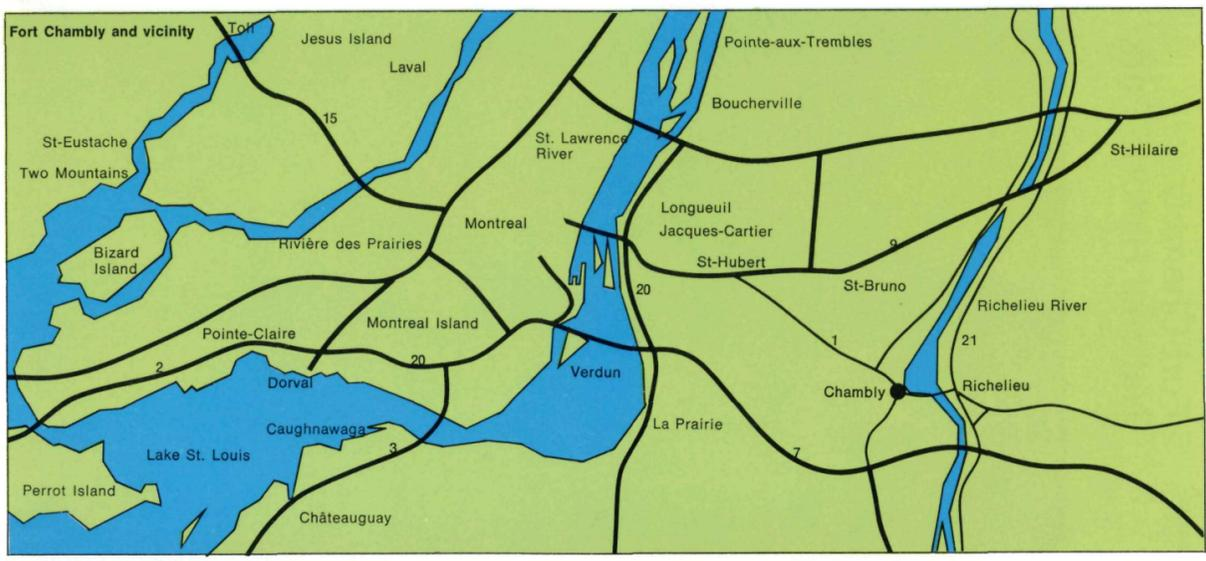 Fort Chambly and vicinity
Toll
Jesus Island
Laval
Pointe-aux-Trembles
Boucherville
15
St-Eustache
Two Mountains
St. Lawrence
River
St-Hilaire
Longueuil
Jacques-Cartier
Montreal
Rivière des Prairies
9
Bizard
Island
St-Hubert
St-Bruno
20
Richelieu River
Pointe-Claire
Montreal Island
1
21
2
20
Verdun
Dorval
Chambly
Richelieu
Caughnawaga
La Prairie
3
7
Lake St. Louis
Perrot Island
Châteauguay